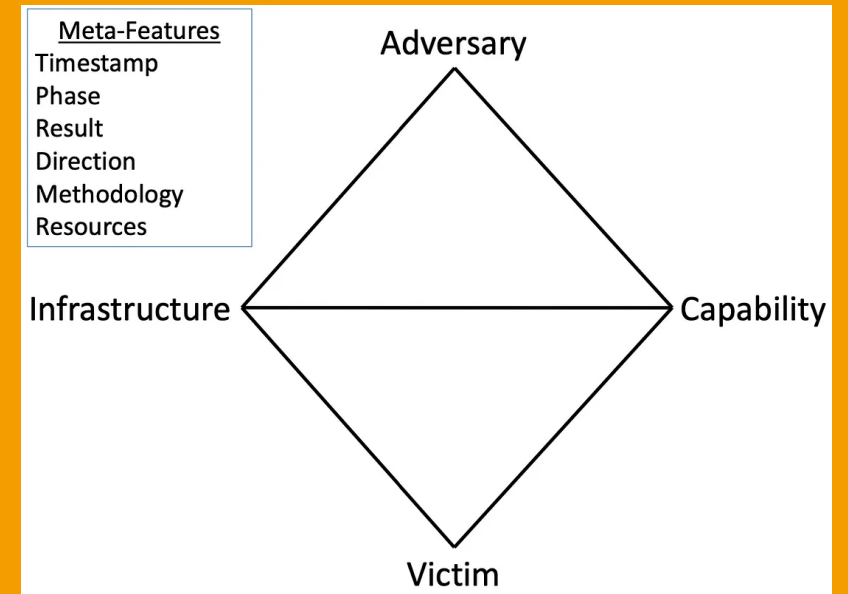 Meta-Features
Timestamp
Phase
Result
Direction
Methodology
Resources
Adversary
Infrastructure
Capability
Victim